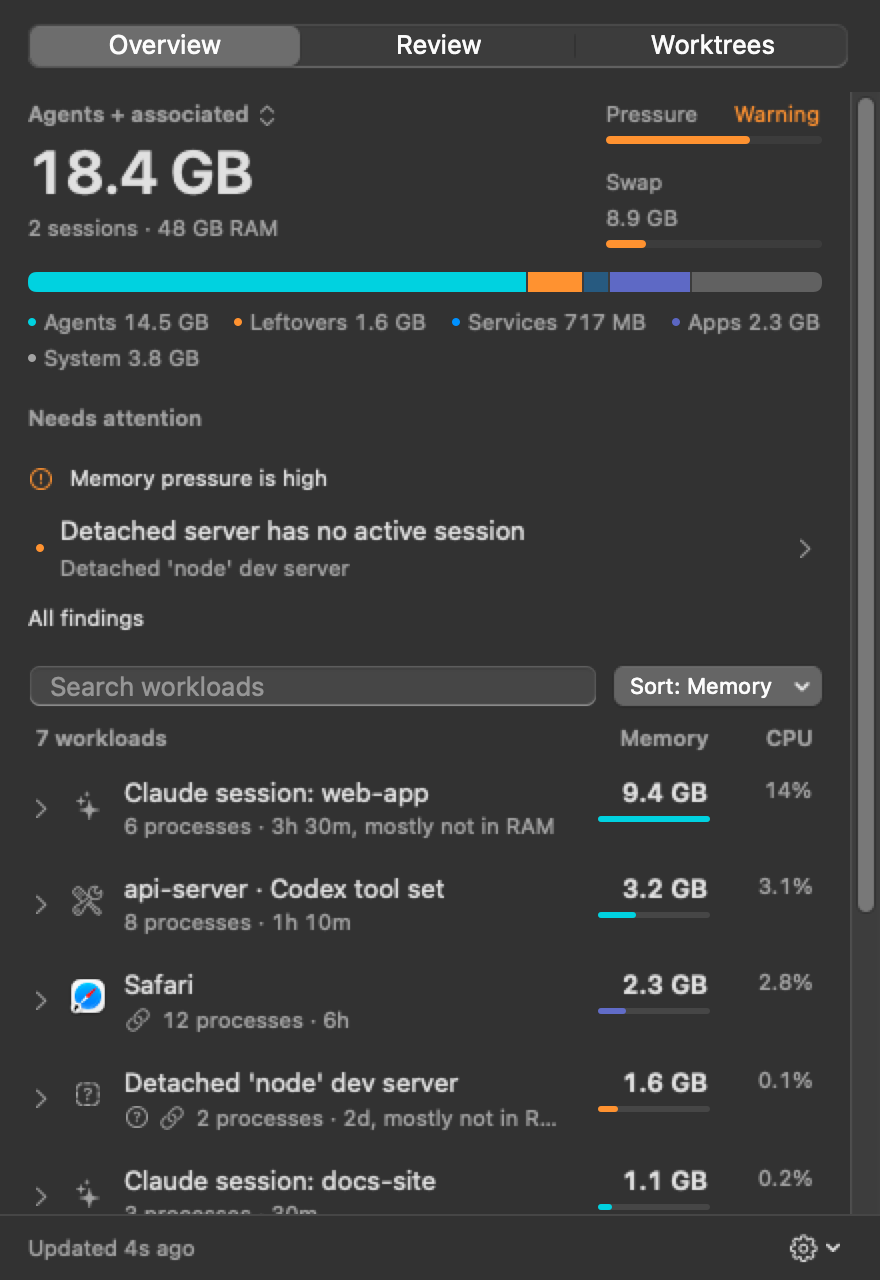 Overview Review Worktrees
Agents + associated
Pressure Warning
18.4 GB
Swap
2 sessions · 48 GB RAM
8.9 GB
Agents 14.5 GB Leftovers 1.6 GB Services 717 MB Apps 2.3 GB
System 3.8 GB
Needs attention
Memory pressure is high
Detached server has no active session
Detached 'node' dev server
All findings
Search workloads Sort: Memory
7 workloads Memory CPU
Claude session: web-app 9.4 GB 14%
6 processes · 3h 30m, mostly not in RAM
api-server · Codex tool set 3.2 GB 3.1%
8 processes · 1h 10m
Safari 2.3 GB 2.8%
12 processes · 6h
Detached 'node' dev server 1.6 GB 0.1%
2 processes · 2d, mostly not in R...
Claude session: docs-site 1.1 GB 0.2%
3 processes · 30m
Updated 4s ago